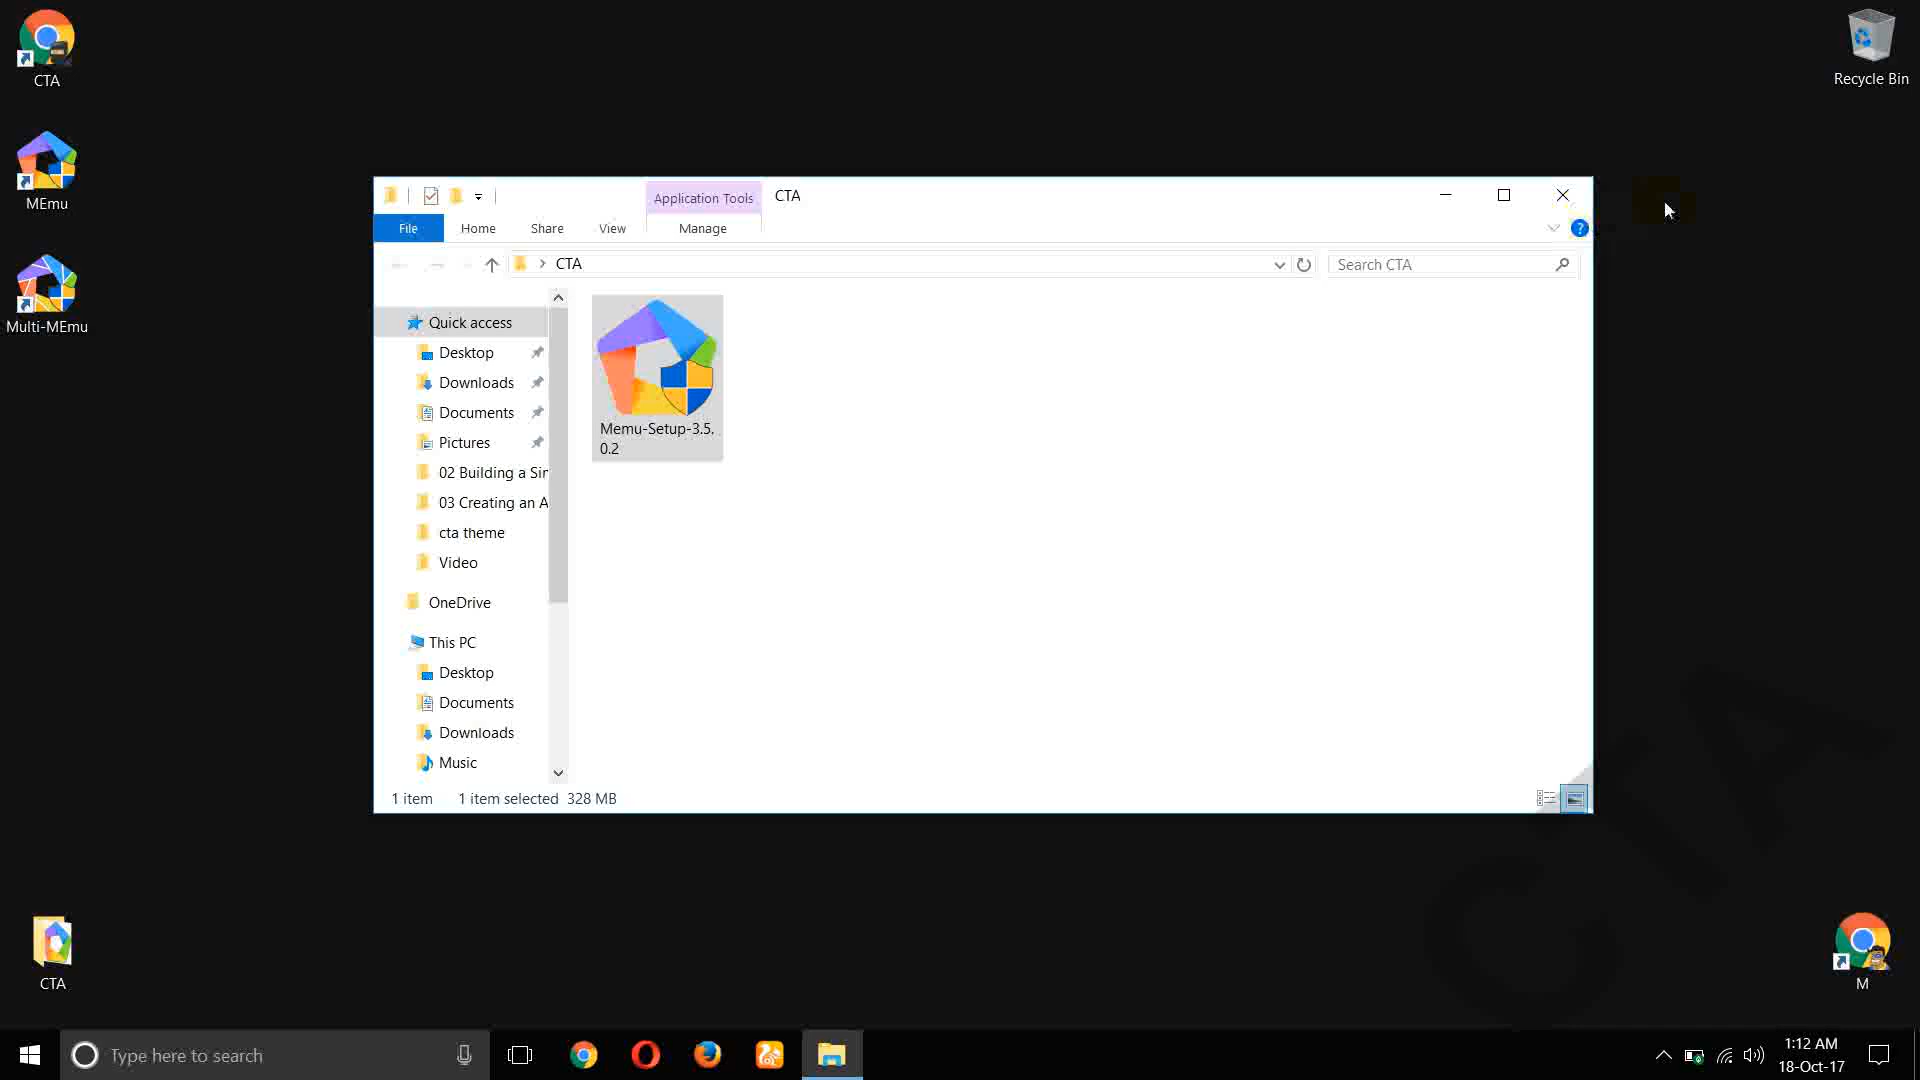 CTA
Recycle Bin
MEmu
Multi-MEmu
Application Tools
CTA
File
Home
Share
View
Manage
CTA
Search CTA
Quick access
Desktop
Downloads
Documents
Pictures
02 Building a Sin
03 Creating an A
cta theme
Video
OneDrive
This PC
Desktop
Documents
Downloads
Music
Memu-Setup-3.5.
0.2
1 item
1 item selected 328 MB
CTA
CTA
M
Type here to search
1:12 AM
18-Oct-17